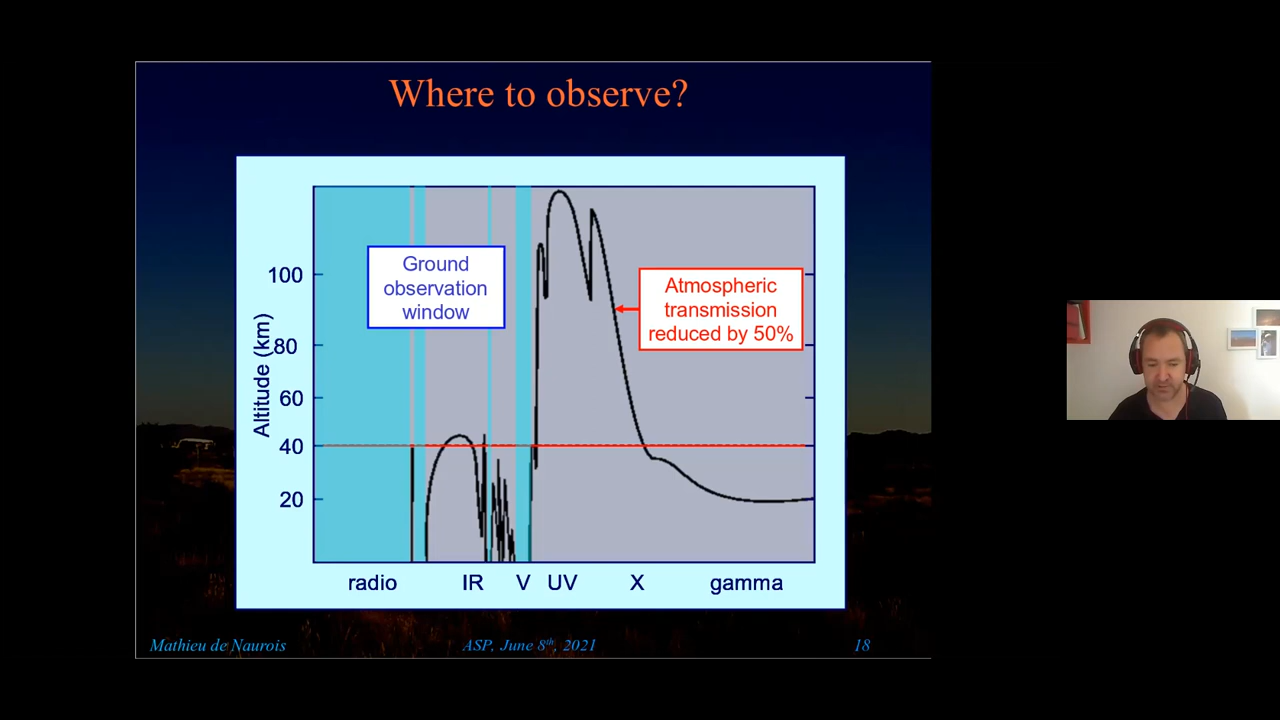 Where to observe?
Ground
observation
window
Atmospheric
transmission
reduced by 50%
Altitude (km)
100
80
60
40
20
radio IR V UV X gamma
Mathieu de Naurois ASP, June 8th, 2021 18